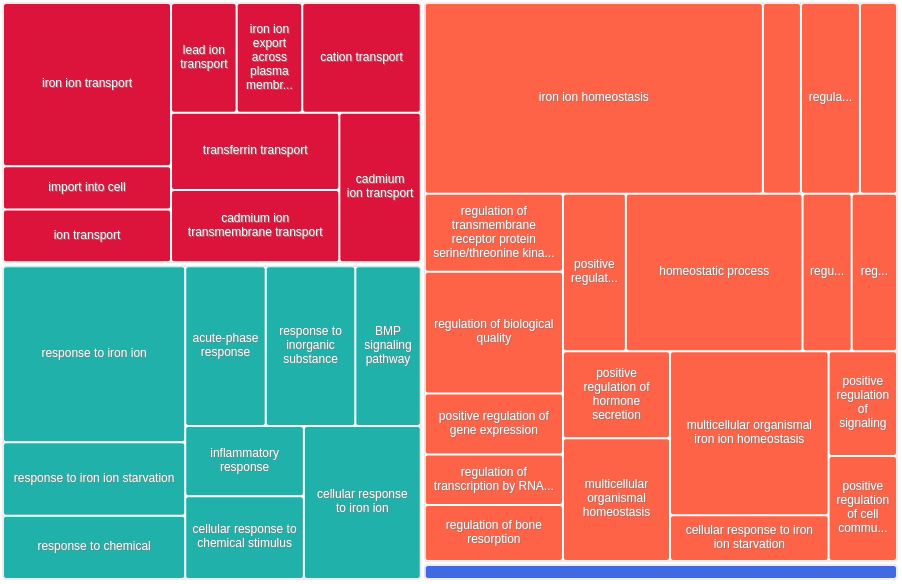 iron ion transport
import into cell
ion transport
lead ion
transport
iron ion
export
across
plasma
membr...
cation transport
transferrin transport
cadmium ion
transmembrane transport
cadmium
ion transport
response to iron ion
response to iron ion starvation
response to chemical
acute-phase
response
response to
inorganic
substance
BMP
signaling
pathway
inflammatory
response
cellular response to
chemical stimulus
cellular response
to iron ion
iron ion homeostasis
regula...
regulation of
transmembrane
receptor protein
serine/threonine kina...
regulation of biological
quality
positive regulation of
gene expression
regulation of
transcription by RNA...
regulation of bone
resorption
positive
regulat...
homeostatic process
regu...
reg...
positive
regulation of
hormone
secretion
multicellular
organismal
homeostasis
multicellular organismal
iron ion homeostasis
cellular response to iron
ion starvation
positive
regulation
of
signaling
positive
regulation
of cell
commu...